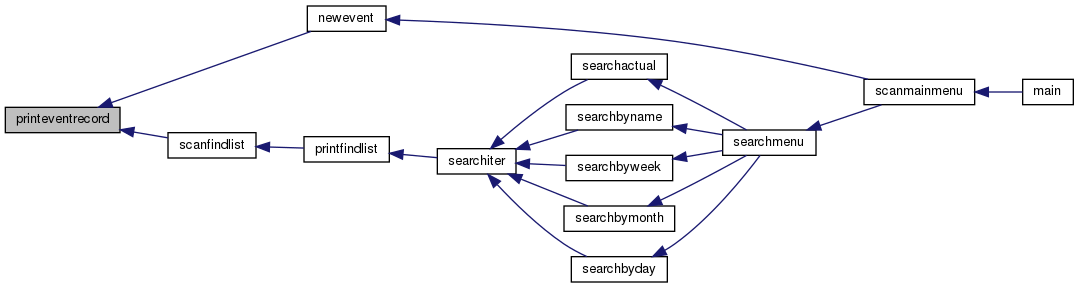 newevent
searchactual
scanmainmenu
main
printeventrecord
searchbyname
scanfindlist
printfindlist
searchiter
searchmenu
searchbyweek
searchbymonth
searchbyday